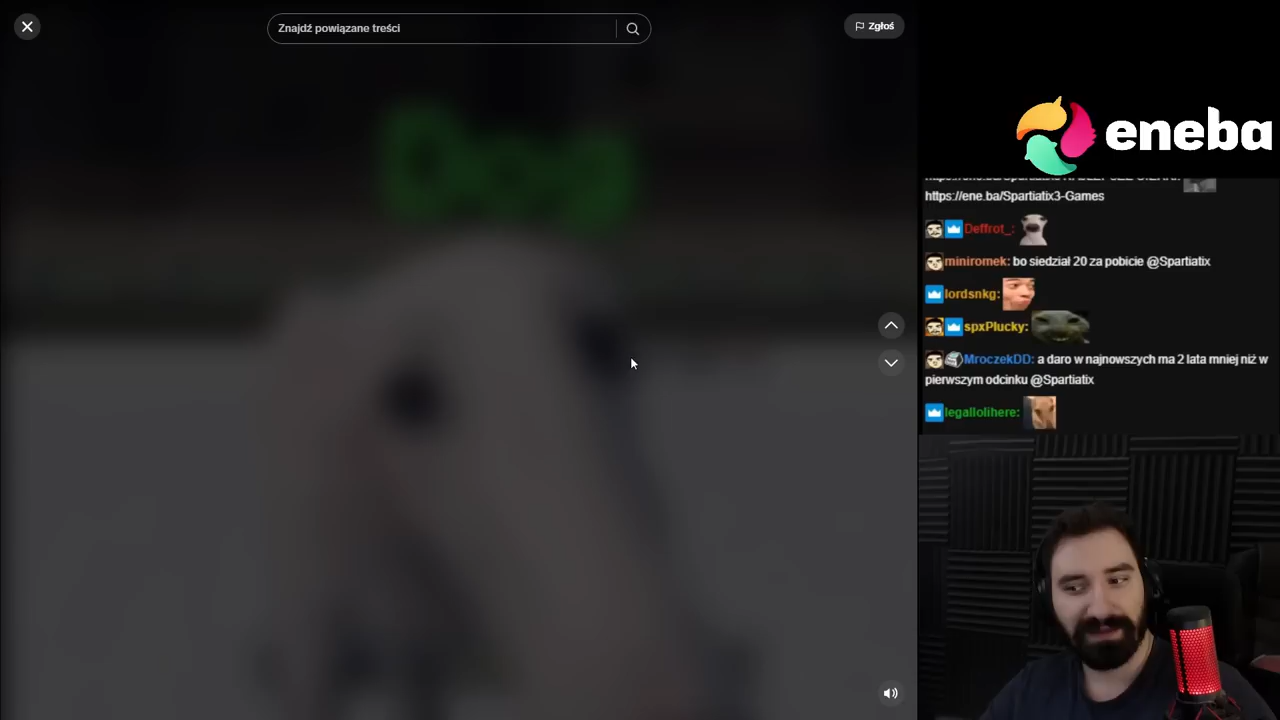 Znajdź powiązane treści
Zgłoś
eneba
https://ene.ba/Spartiatix3-Games
Deffrot_:
miniromek: bo siedział 20 za pobicie @Spartiatix
lordsnkg:
spxPlucky:
MroczekDD: a daro w najnowszych ma 2 lata mniej niż w
pierwszym odcinku @Spartiatix
legallolihere: